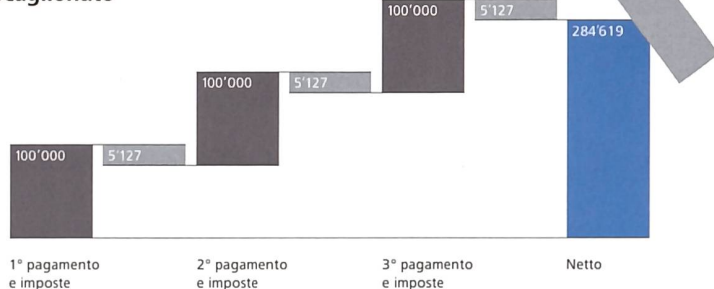 100'000
5'127
284'619
100'000
5'127
100'000
5'127
1° pagamento
e imposte
2° pagamento
e imposte
3° pagamento
e imposte
Netto